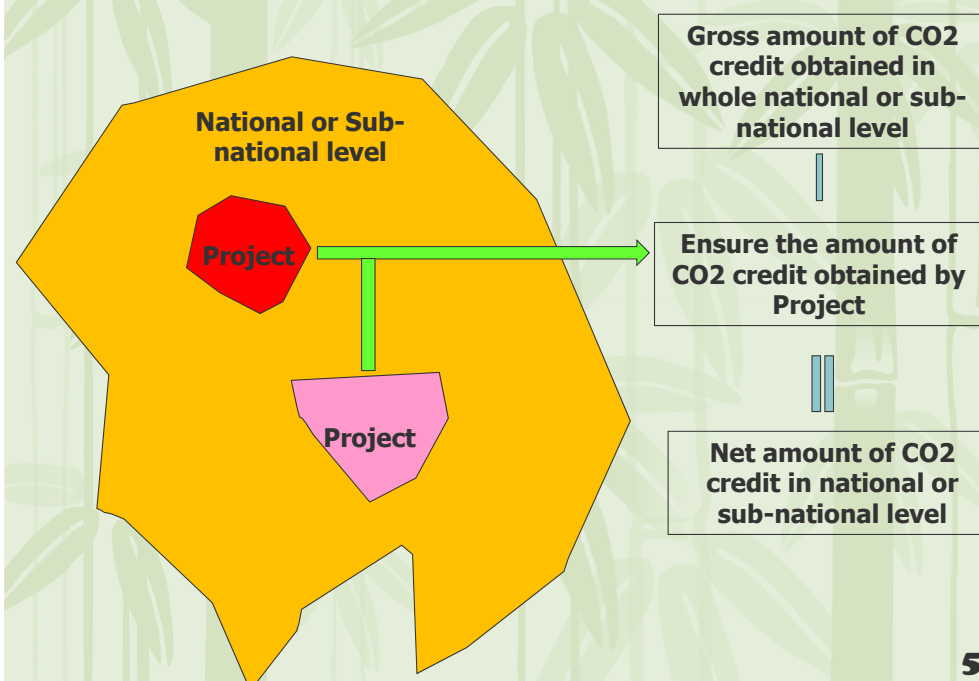 National or Sub-
national level
Project
Project
Gross amount of CO2
credit obtained in
whole national or sub-
national level
Ensure the amount of
CO2 credit obtained by
Project
Net amount of CO2
credit in national or
sub-national level
5